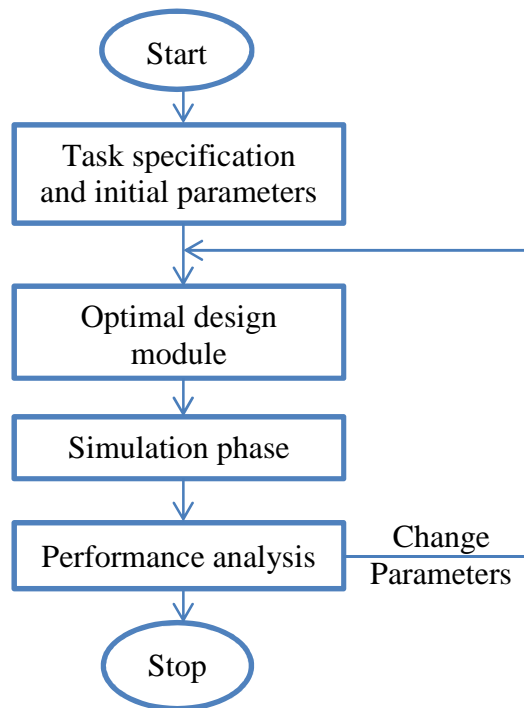 Start
Task specification
and initial parameters
Optimal design
module
Simulation phase
Performance analysis
Change
Parameters
Stop